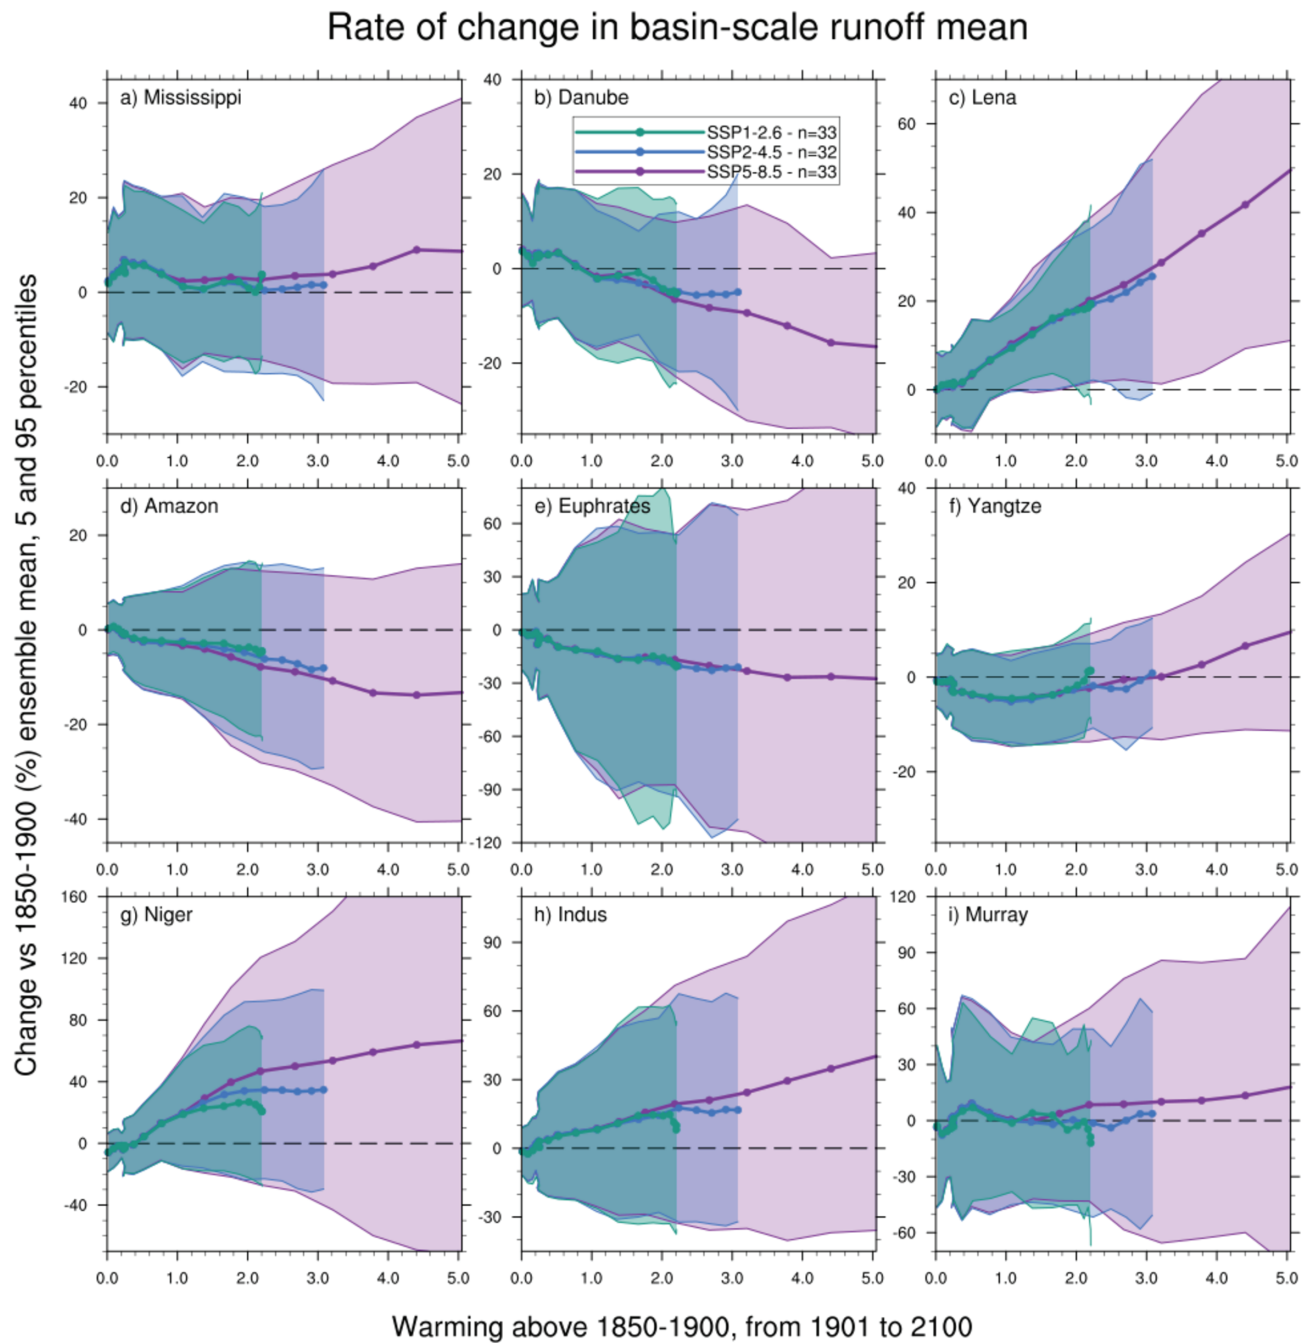 Rate of change in basin-scale runoff mean
Change vs 1850-1900 (%) ensemble mean, 5 and 95 percentiles
a) Mississippi
40
20
0
-20
0.0 1.0 2.0 3.0 4.0 5.0
b) Danube
SSP1-2.6 - n=33
SSP2-4.5 - n=32
SSP5-8.5 - n=33
40
20
0
-20
0.0 1.0 2.0 3.0 4.0 5.0
c) Lena
60
40
20
0
0.0 1.0 2.0 3.0 4.0 5.0
d) Amazon
20
0
-20
-40
0.0 1.0 2.0 3.0 4.0 5.0
e) Euphrates
60
30
0
-30
-60
-90
-120
0.0 1.0 2.0 3.0 4.0 5.0
f) Yangtze
40
20
0
-20
0.0 1.0 2.0 3.0 4.0 5.0
g) Niger
160
120
80
40
0
-40
0.0 1.0 2.0 3.0 4.0 5.0
h) Indus
90
60
30
0
-30
0.0 1.0 2.0 3.0 4.0 5.0
i) Murray
120
90
60
30
0
-30
-60
0.0 1.0 2.0 3.0 4.0 5.0
Warming above 1850-1900, from 1901 to 2100